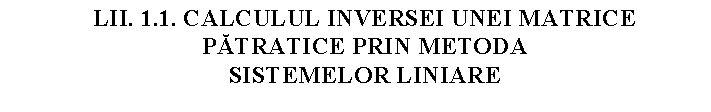 LII. 1.1. CALCULUL INVERSEI UNEI MATRICE
PĂTRATICE PRIN METODA
SISTEMELOR LINIARE